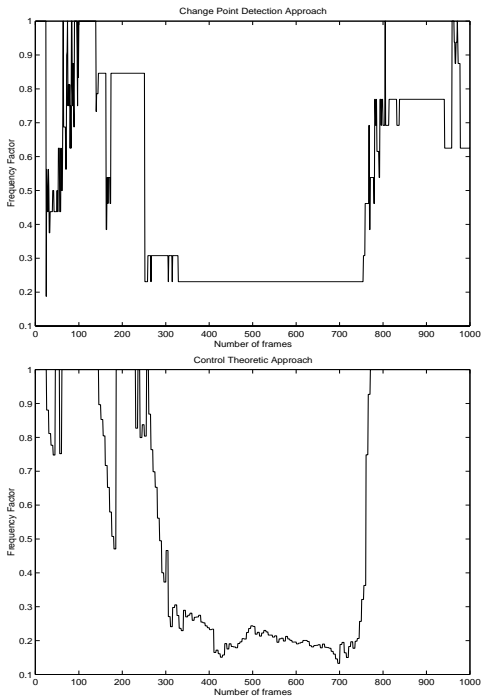 Change Point Detection Approach
1
0.9
0.8
0.7
0.6
0.5
0.4
0.3
0.2
0.1
Frequency Factor
0 100 200 300 400 500 600 700 800 900 1000
Number of frames
Control Theoretic Approach
1
0.9
0.8
0.7
0.6
0.5
0.4
0.3
0.2
0.1
Frequency Factor
0 100 200 300 400 500 600 700 800 900 1000
Number of frames